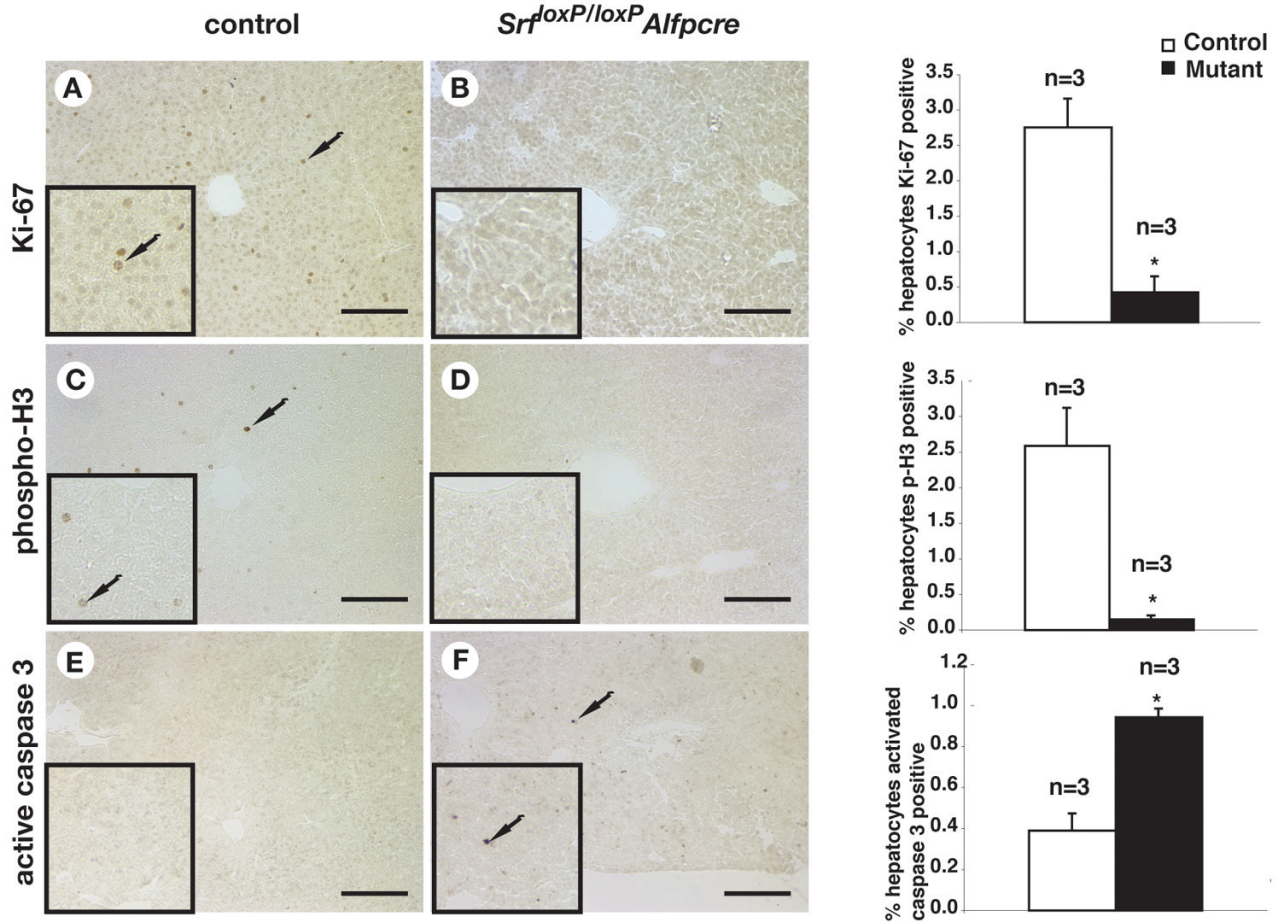 control
Srf loxP/loxP Alfpcre
Control
Mutant
Ki-67
A
B
% hepatocytes Ki-67 positive
3.5
3.0
2.5
2.0
1.5
1.0
0.5
0.0
n=3
n=3
*
phospho-H3
C
D
% hepatocytes p-H3 positive
3.5
3.0
2.5
2.0
1.5
1.0
0.5
0.0
n=3
n=3
*
active caspase 3
E
F
% hepatocytes activated
caspase 3 positive
1.2
1.0
0.8
0.6
0.4
0.2
0.0
n=3
n=3
*